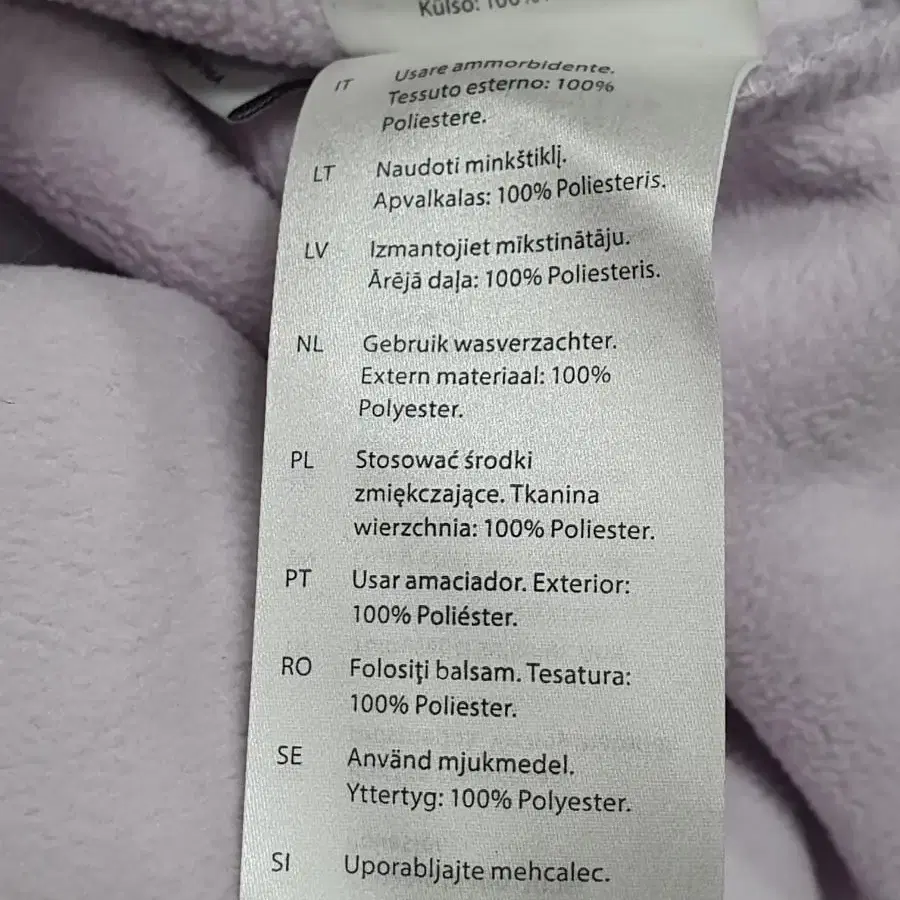 Külső: 100%
IT Usare ammorbidente.
Tessuto esterno: 100%
Poliestere.
LT Naudoti minkštiklį.
Apvalkalas: 100% Poliesteris.
LV Izmantojiet mīkstinātāju.
Ārējā daļa: 100% Poliesteris.
NL Gebruik wasverzachter.
Extern materiaal: 100%
Polyester.
PL Stosować środki
zmiękczające. Tkanina
wierzchnia: 100% Poliester.
PT Usar amaciador. Exterior:
100% Poliéster.
RO Folosiţi balsam. Tesatura:
100% Poliester.
SE Använd mjukmedel.
Yttertyg: 100% Polyester.
SI Uporabljajte mehcalec.